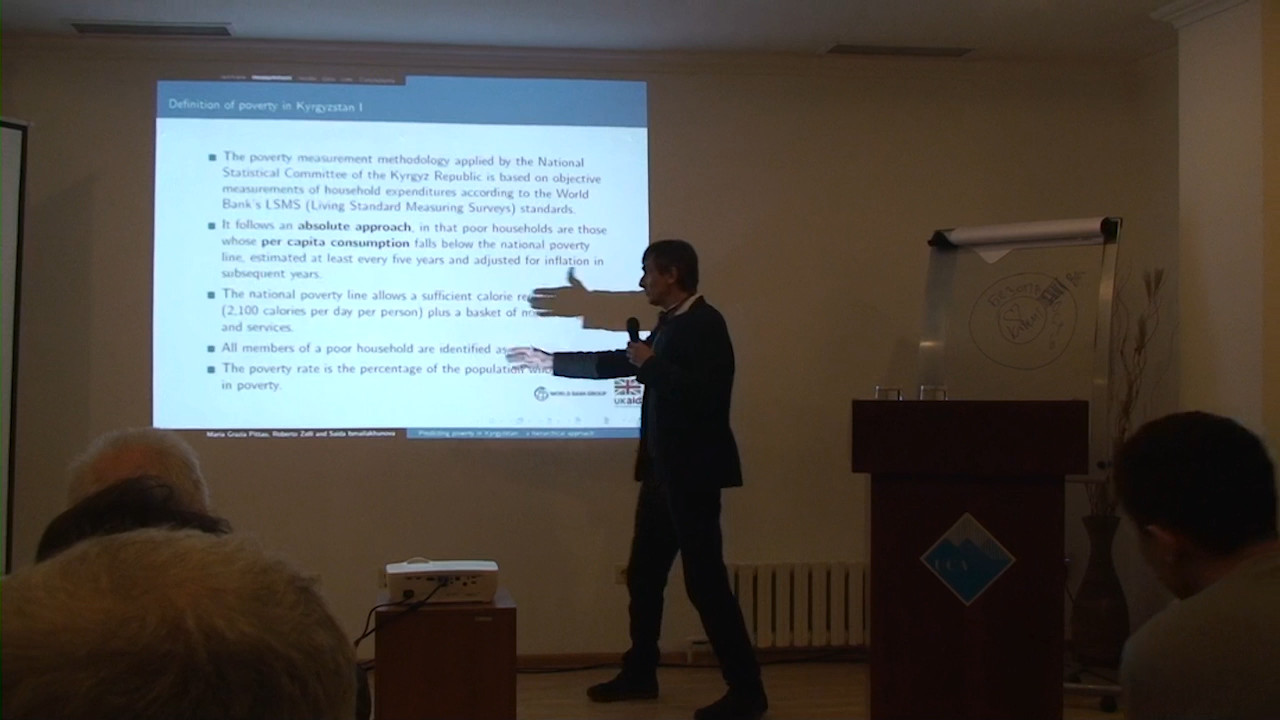 Definition of poverty in Kyrgyzstan I
The poverty measurement methodology applied by the National
Statistical Committee of the Kyrgyz Republic is based on objective
measurements of household expenditures according to the World
Bank's LSMS (Living Standard Measuring Surveys) standards.
It follows an absolute approach, in that poor households are those
whose per capita consumption falls below the national poverty
line, estimated at least every five years and adjusted for inflation in
subsequent years.
The national poverty line allows a sufficient calorie
(2,100 calories per day per person) plus a basket of
and services.
All members of a poor household are identified
The poverty rate is the percentage of the population
in poverty.
WORLD BANK GROUP
UKaid
Maria Grazia Pittau, Roberto Zelli and Saida Ismailakhunova
Predicting poverty in Kyrgyzstan: a hierarchical approach
UCA